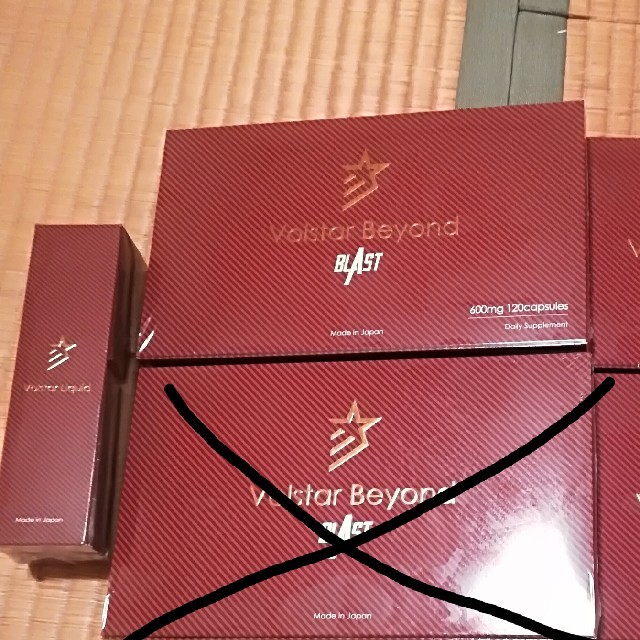 Volstar Beyond
BLAST
600mg 120capsules
Daily Supplement
Made in Japan
Volstar Liquid
Made in Japan
Volstar Beyond
BLAST
Made in Japan